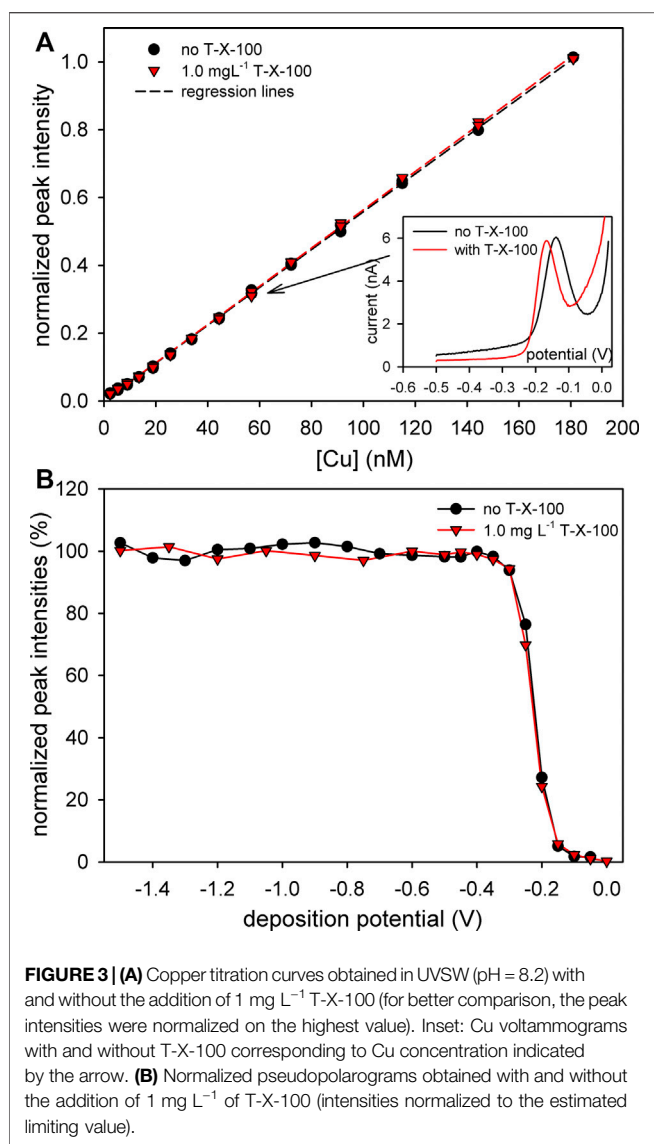 A
no T-X-100
1.0 mgL⁻¹ T-X-100
regression lines
normalized peak intensity
1.0
0.8
0.6
0.4
0.2
0.0
no T-X-100
with T-X-100
current (nA)
6
4
2
0
potential (V)
-0.6 -0.5 -0.4 -0.3 -0.2 -0.1 0.0
0 20 40 60 80 100 120 140 160 180 200
[Cu] (nM)
B
no T-X-100
1.0 mg L⁻¹ T-X-100
normalized peak intensities (%)
120
100
80
60
40
20
0
-1.4 -1.2 -1.0 -0.8 -0.6 -0.4 -0.2 0.0
deposition potential (V)
FIGURE 3 | (A) Copper titration curves obtained in UVSW (pH = 8.2) with
and without the addition of 1 mg L⁻¹ T-X-100 (for better comparison, the peak
intensities were normalized on the highest value). Inset: Cu voltammograms
with and without T-X-100 corresponding to Cu concentration indicated
by the arrow. (B) Normalized pseudopolarograms obtained with and without
the addition of 1 mg L⁻¹ of T-X-100 (intensities normalized to the estimated
limiting value).